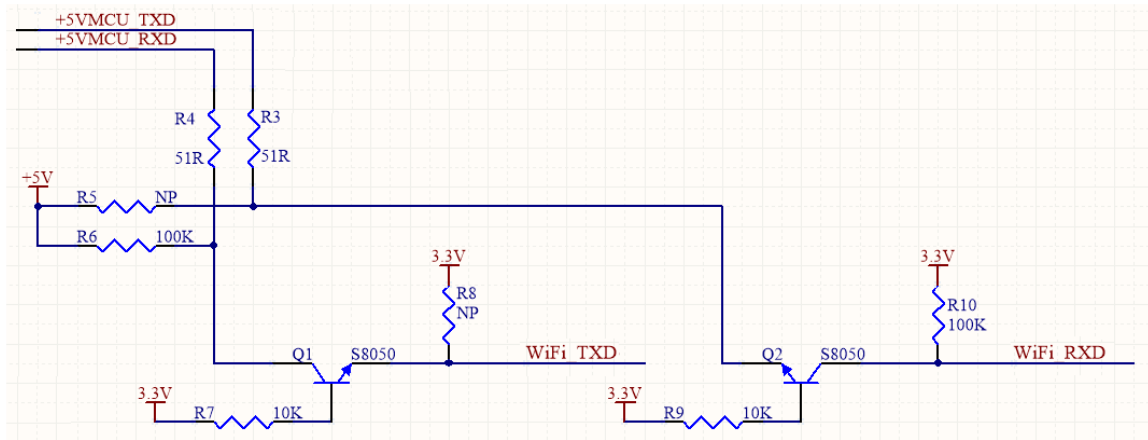 +5VMCU_TXD
+5VMCU_RXD
R4
R3
51R
51R
+5V
R5 NP
R6 100K
3.3V
3.3V
R8
NP
R10
100K
Q1 S8050
WiFi_TXD
Q2 S8050
WiFi_RXD
3.3V
3.3V
R7 10K
R9 10K